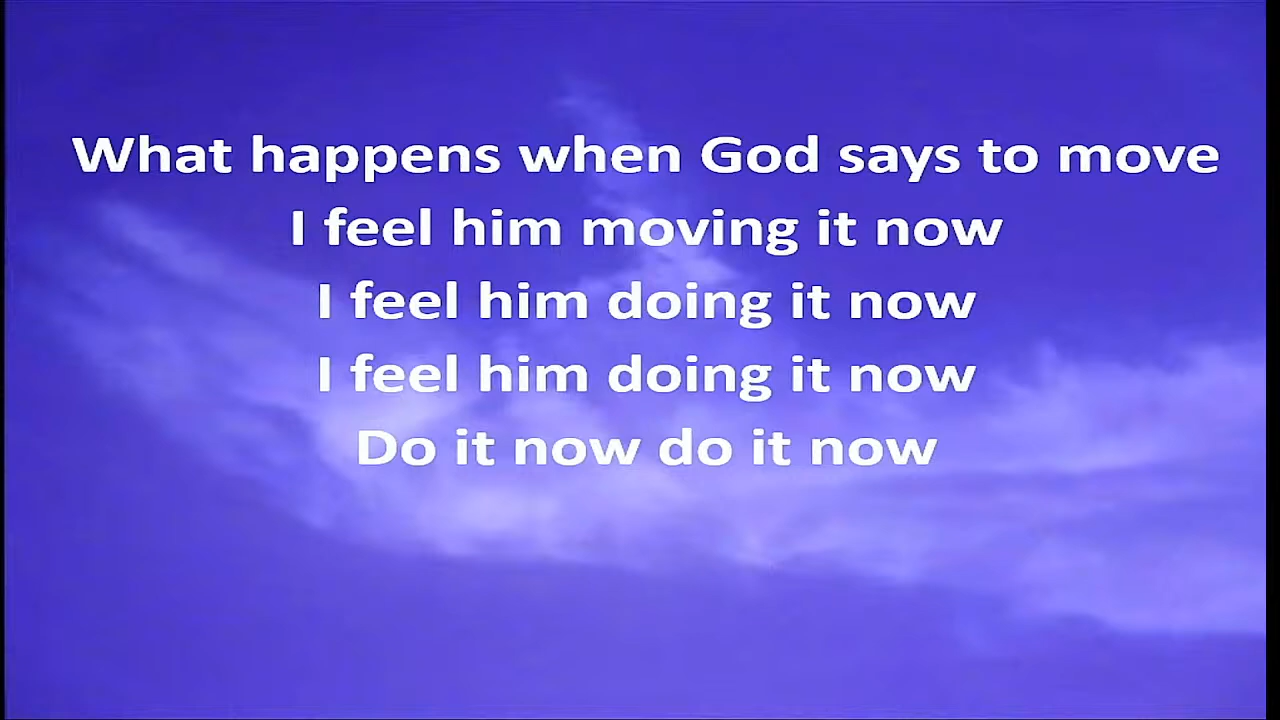 What happens when God says to move
I feel him moving it now
I feel him doing it now
I feel him doing it now
Do it now do it now